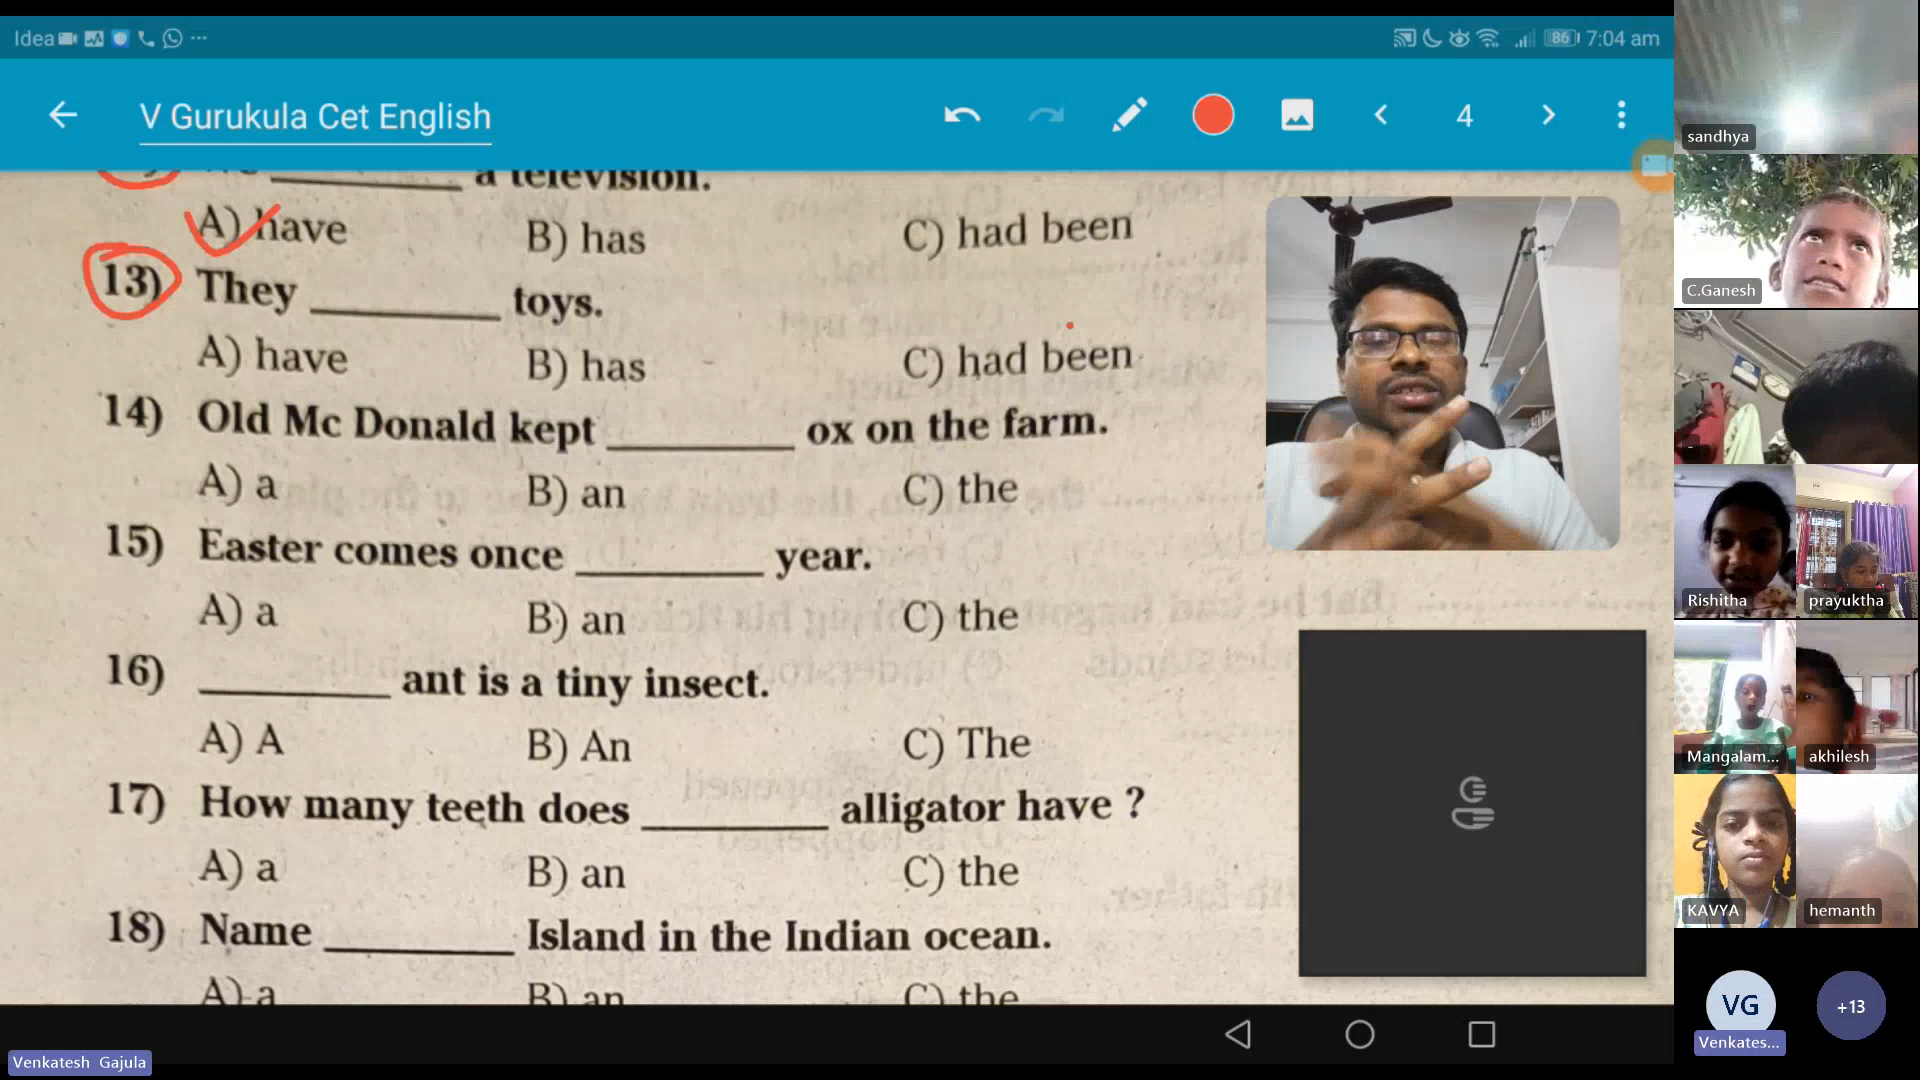 Idea
86 7:04 am
V Gurukula Cet English
4
a television.
A) have B) has C) had been
13) They ________ toys.
A) have B) has C) had been
14) Old Mc Donald kept ________ ox on the farm.
A) a B) an C) the
15) Easter comes once ________ year.
A) a B) an C) the
16) ________ ant is a tiny insect.
A) A B) An C) The
17) How many teeth does ________ alligator have ?
A) a B) an C) the
18) Name ________ Island in the Indian ocean.
A) a B) an C) the
Venkatesh Gajula
sandhya
C.Ganesh
Rishitha
prayuktha
Mangalam...
akhilesh
KAVYA
hemanth
VG
Venkates...
+13